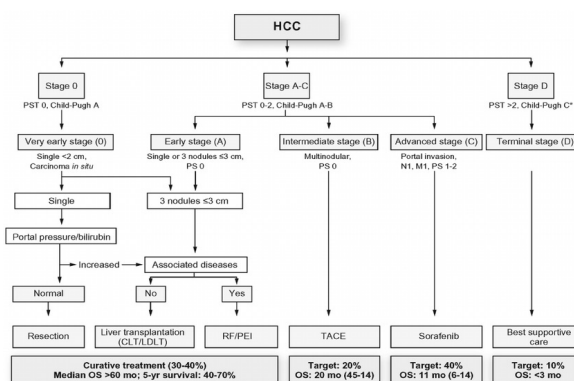 HCC
Stage 0
PST 0, Child-Pugh A
Stage A-C
PST 0-2, Child-Pugh A-B
Stage D
PST >2, Child-Pugh C*
Very early stage (0)
Single <2 cm,
Carcinoma in situ
Early stage (A)
Single or 3 nodules ≤3 cm,
PS 0
Intermediate stage (B)
Multinodular,
PS 0
Advanced stage (C)
Portal invasion,
N1, M1, PS 1-2
Terminal stage (D)
Single
3 nodules ≤3 cm
Portal pressure/bilirubin
Increased
Associated diseases
Normal
No
Yes
Resection
Liver transplantation
(CLT/LDLT)
RF/PEI
TACE
Sorafenib
Best supportive
care
Curative treatment (30-40%)
Median OS >60 mo; 5-yr survival: 40-70%
Target: 20%
OS: 20 mo (45-14)
Target: 40%
OS: 11 mo (6-14)
Target: 10%
OS: <3 mo